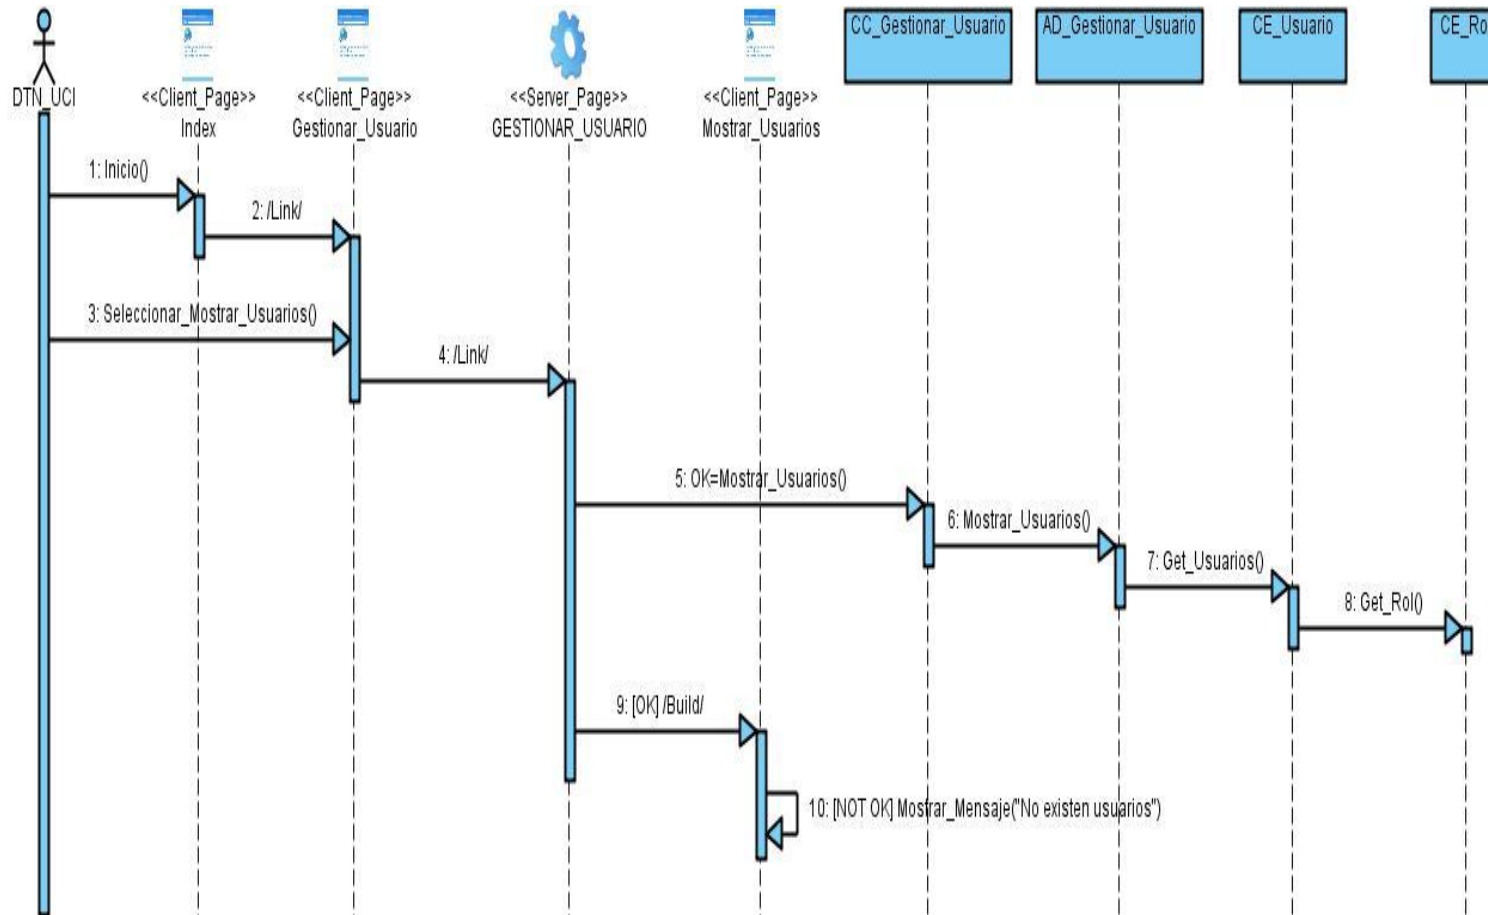 DTN_UCI
<<Client_Page>>
Index
<<Client_Page>>
Gestionar_Usuario
<<Server_Page>>
GESTIONAR_USUARIO
<<Client_Page>>
Mostrar_Usuarios
CC_Gestionar_Usuario
AD_Gestionar_Usuario
CE_Usuario
CE_Ro
1: Inicio()
2: /Link/
3: Seleccionar_Mostrar_Usuarios()
4: /Link/
5: OK=Mostrar_Usuarios()
6: Mostrar_Usuarios()
7: Get_Usuarios()
8: Get_Rol()
9: [OK] /Build/
10: [NOT OK] Mostrar_Mensaje("No existen usuarios")